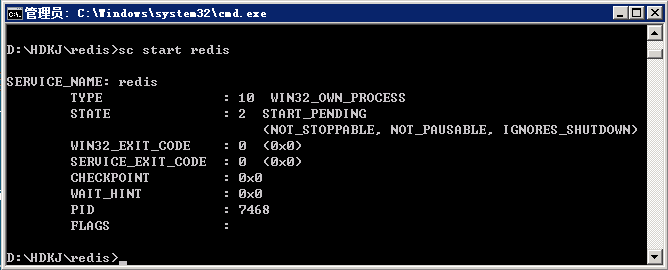 管理员: C:\Windows\system32\cmd.exe
D:\HDKJ\redis>sc start redis
SERVICE_NAME: redis
TYPE : 10 WIN32_OWN_PROCESS
STATE : 2 START_PENDING
(NOT_STOPPABLE, NOT_PAUSABLE, IGNORES_SHUTDOWN)
WIN32_EXIT_CODE : 0 (0x0)
SERVICE_EXIT_CODE : 0 (0x0)
CHECKPOINT : 0x0
WAIT_HINT : 0x0
PID : 7468
FLAGS :
D:\HDKJ\redis>_